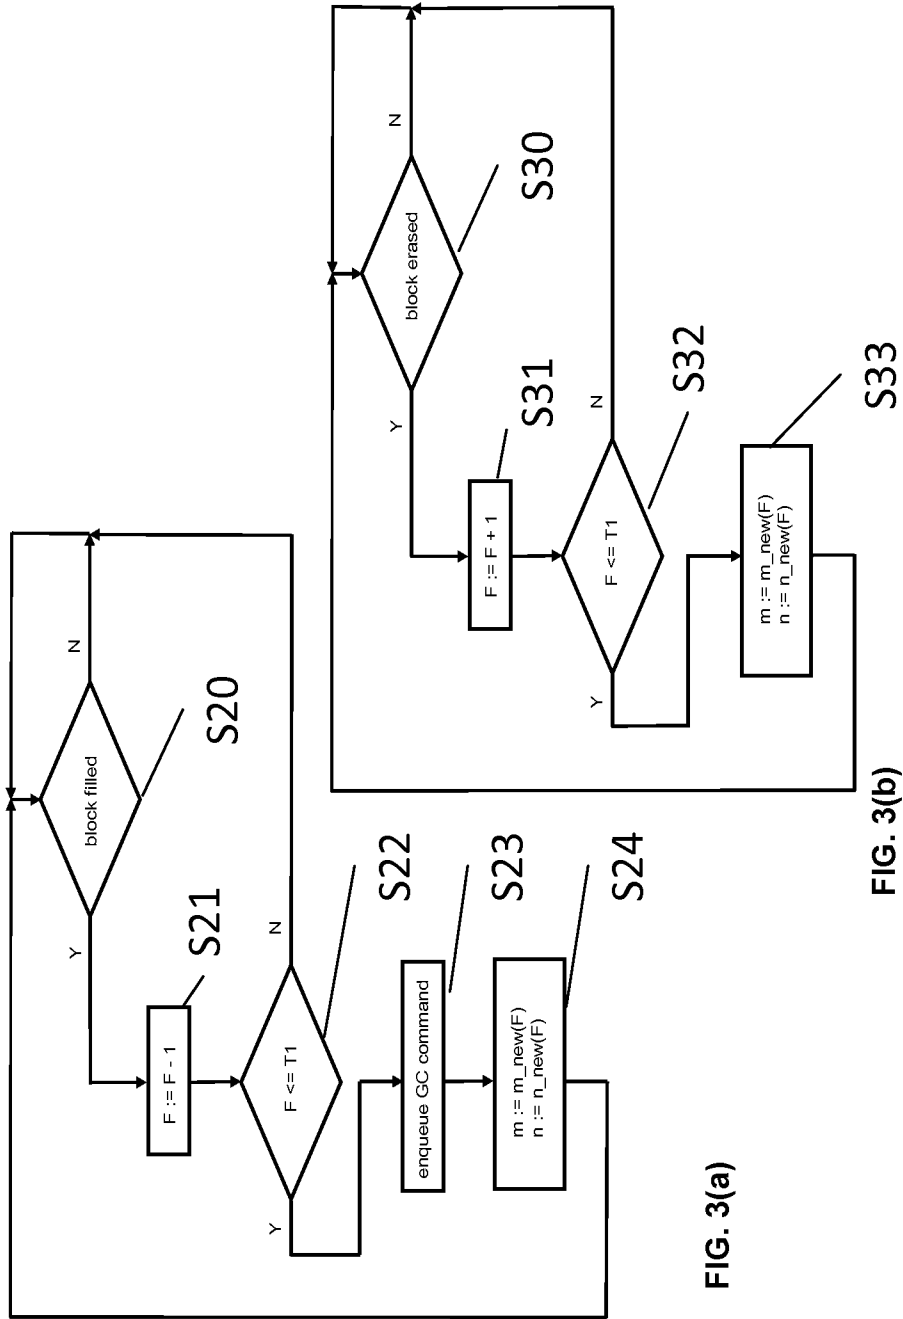 block filled
S20
N
Y
F := F - 1
S21
F <= T1
S22
N
Y
enqueue GC command
S23
m := m_new(F)
n := n_new(F)
S24
FIG. 3(a)
block erased
S30
N
Y
F := F + 1
S31
F <= T1
S32
N
Y
m := m_new(F)
n := n_new(F)
S33
FIG. 3(b)